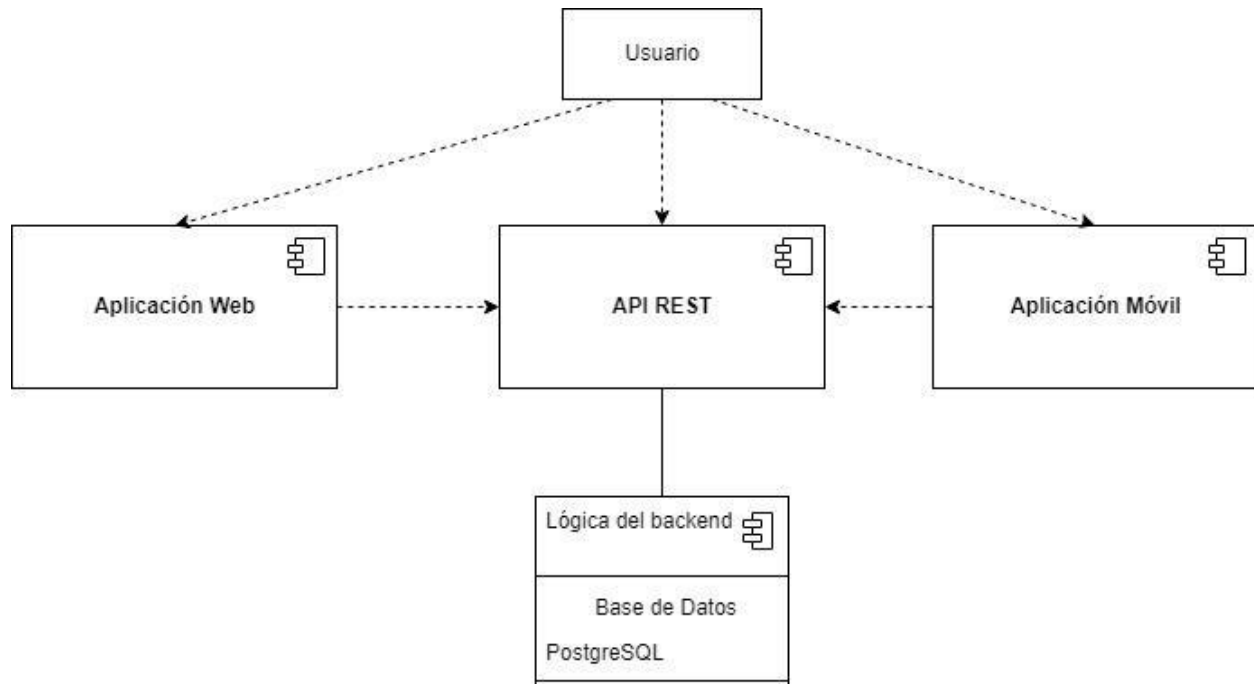 Usuario
Aplicación Web
API REST
Aplicación Móvil
Lógica del backend
Base de Datos
PostgreSQL